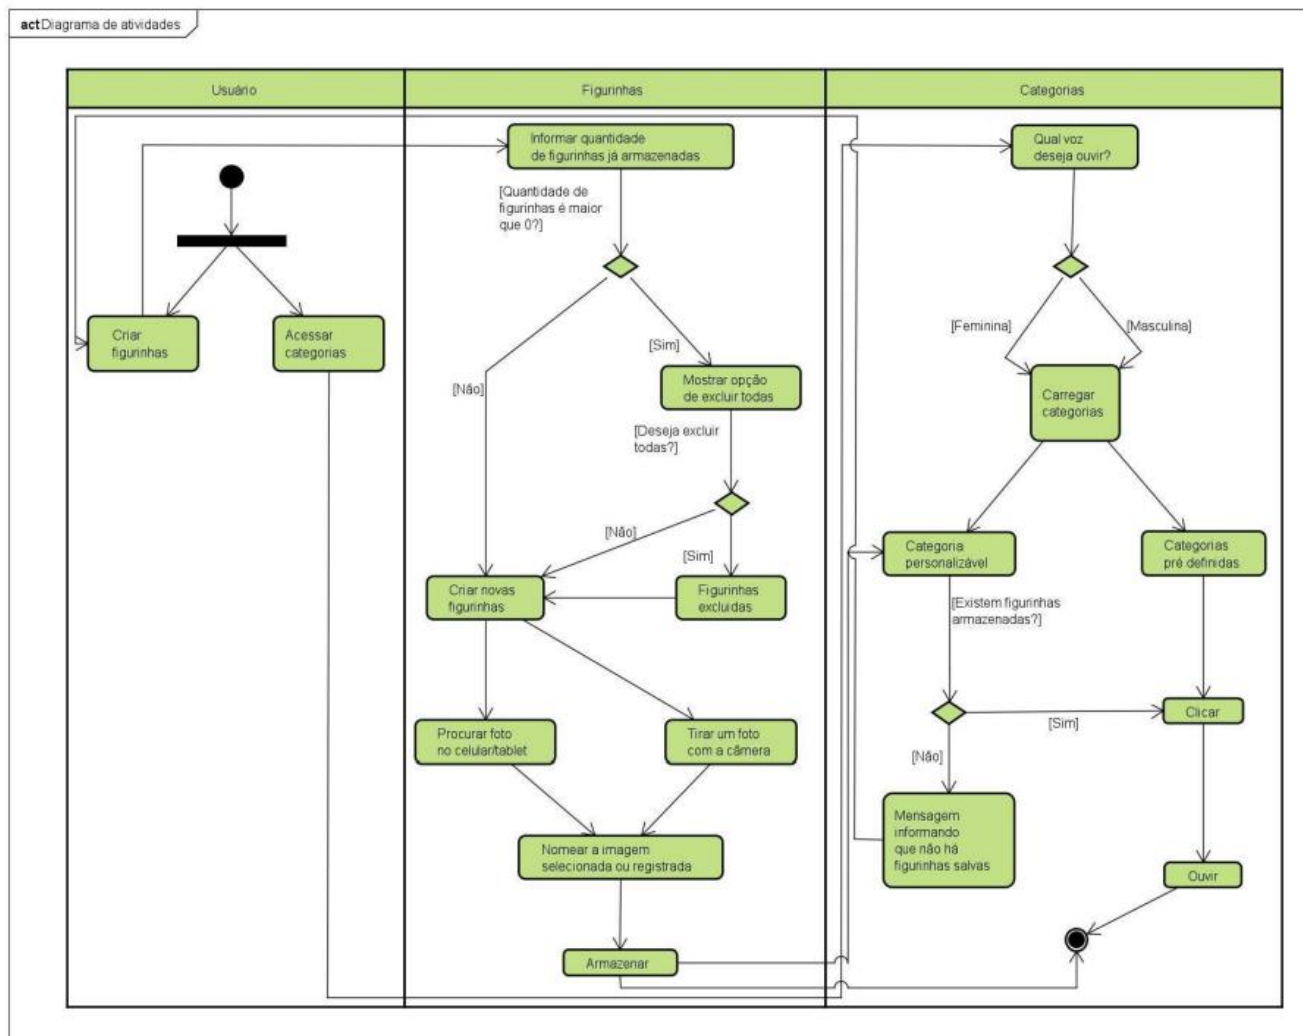 act Diagrama de atividades
Usuário
Figurinhas
Categorias
Informar quantidade
de figurinhas já armazenadas
Qual voz
deseja ouvir?
[Quantidade de
figurinhas é maior
que 0?]
Criar
figurinhas
Acessar
categorias
[Não]
[Sim]
Mostrar opção
de excluir todas
[Deseja excluir
todas?]
[Não]
[Sim]
Criar novas
figurinhas
Figurinhas
excluidas
Procurar foto
no celular/tablet
Tirar um foto
com a câmera
Nomear a imagem
selecionada ou registrada
Armazenar
[Feminina]
[Masculina]
Carregar
categorias
Categoria
personalizável
Categorias
pré definidas
[Existem figurinhas
armazenadas?]
[Sim]
Clicar
[Não]
Mensagem
informando
que não há
figurinhas salvas
Ouvir